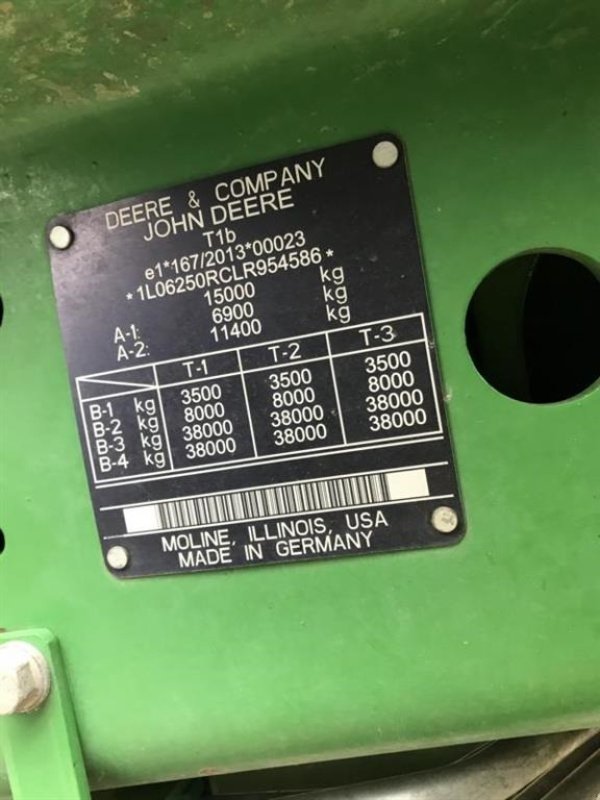 DEERE & COMPANY
JOHN DEERE
T1b
e1*167/2013*00023
*1L06250RCLR954586*
15000 kg
A-1: 6900 kg
A-2: 11400 kg
T-1 T-2 T-3
B-1 kg 3500 3500 3500
B-2 kg 8000 8000 8000
B-3 kg 38000 38000 38000
B-4 kg 38000 38000 38000
MOLINE, ILLINOIS, USA
MADE IN GERMANY